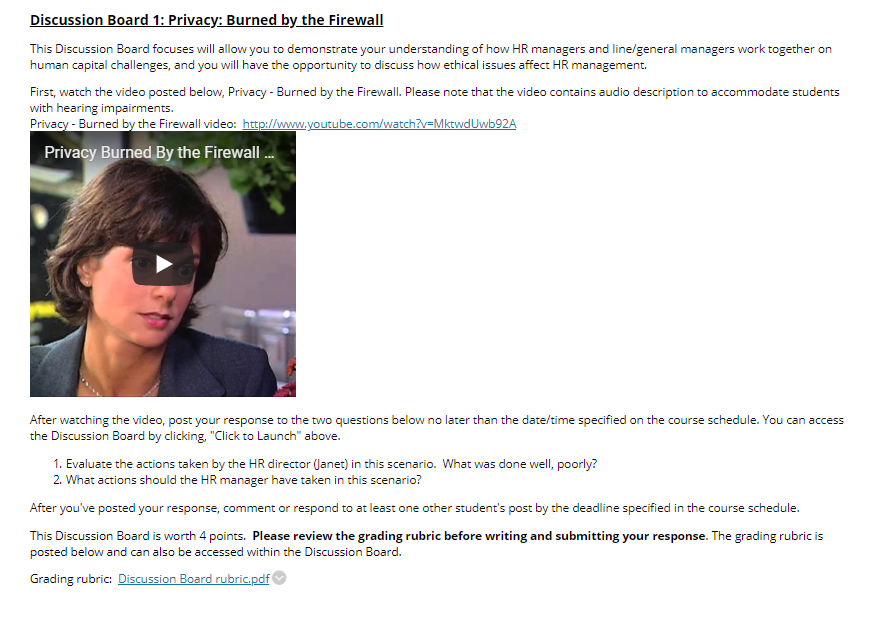 Discussion Board 1: Privacy: Burned by the Firewall
This Discussion Board focuses will allow you to demonstrate your understanding of how HR managers and line/general managers work together on
human capital challenges, and you will have the opportunity to discuss how ethical issues affect HR management.
First, watch the video posted below, Privacy - Burned by the Firewall. Please note that the video contains audio description to accommodate students
with hearing impairments.
Privacy - Burned by the Firewall video:  http://www.youtube.com/watch?v=MktwdUwb92A
Privacy Burned By the Firewall ...
After watching the video, post your response to the two questions below no later than the date/time specified on the course schedule. You can access
the Discussion Board by clicking, "Click to Launch" above.
1. Evaluate the actions taken by the HR director (Janet) in this scenario.  What was done well, poorly?
2. What actions should the HR manager have taken in this scenario?
After you've posted your response, comment or respond to at least one other student's post by the deadline specified in the course schedule.
This Discussion Board is worth 4 points.  Please review the grading rubric before writing and submitting your response. The grading rubric is
posted below and can also be accessed within the Discussion Board.
Grading rubric:  Discussion Board rubric.pdf